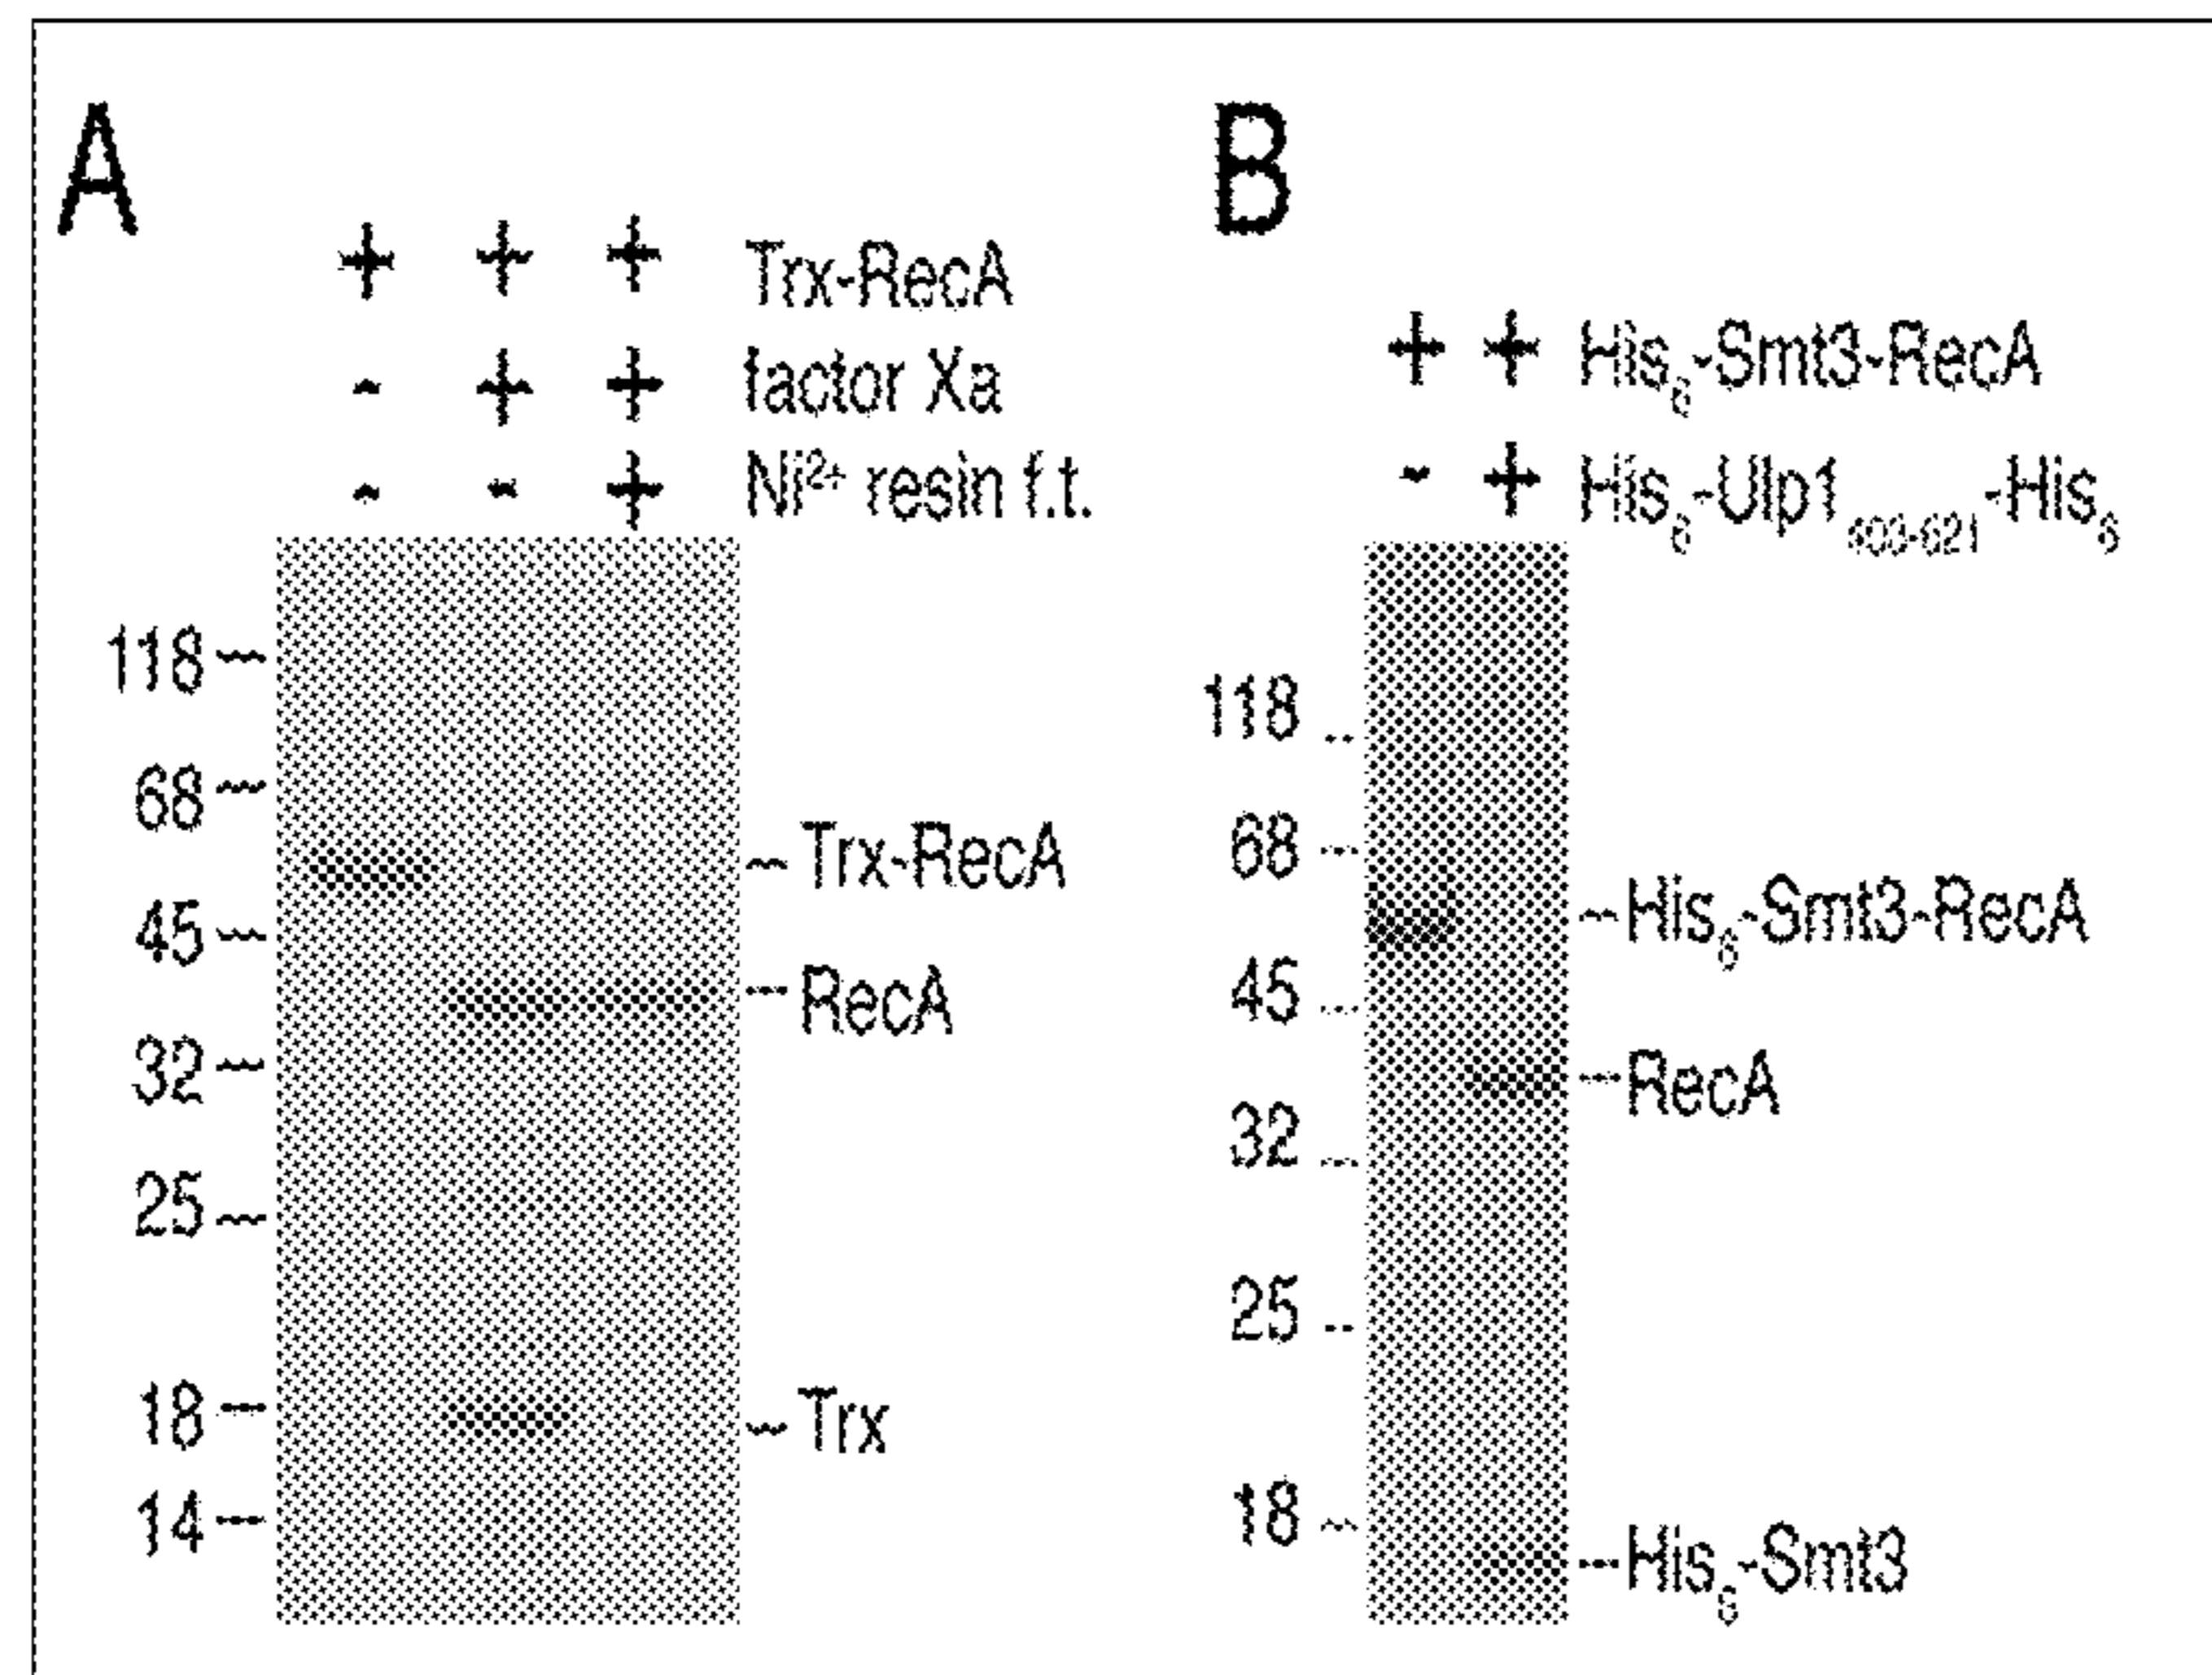 A
+ + + Trx-RecA
- + + factor Xa
- - + Ni²⁺ resin f.t.
118
68
Trx-RecA
45
RecA
32
25
18
Trx
14
B
+ + His₆-Smt3-RecA
- + His₆-Ulp1₄₀₃₋₆₂₁-His₆
118
68
His₆-Smt3-RecA
45
RecA
32
25
18
His₆-Smt3